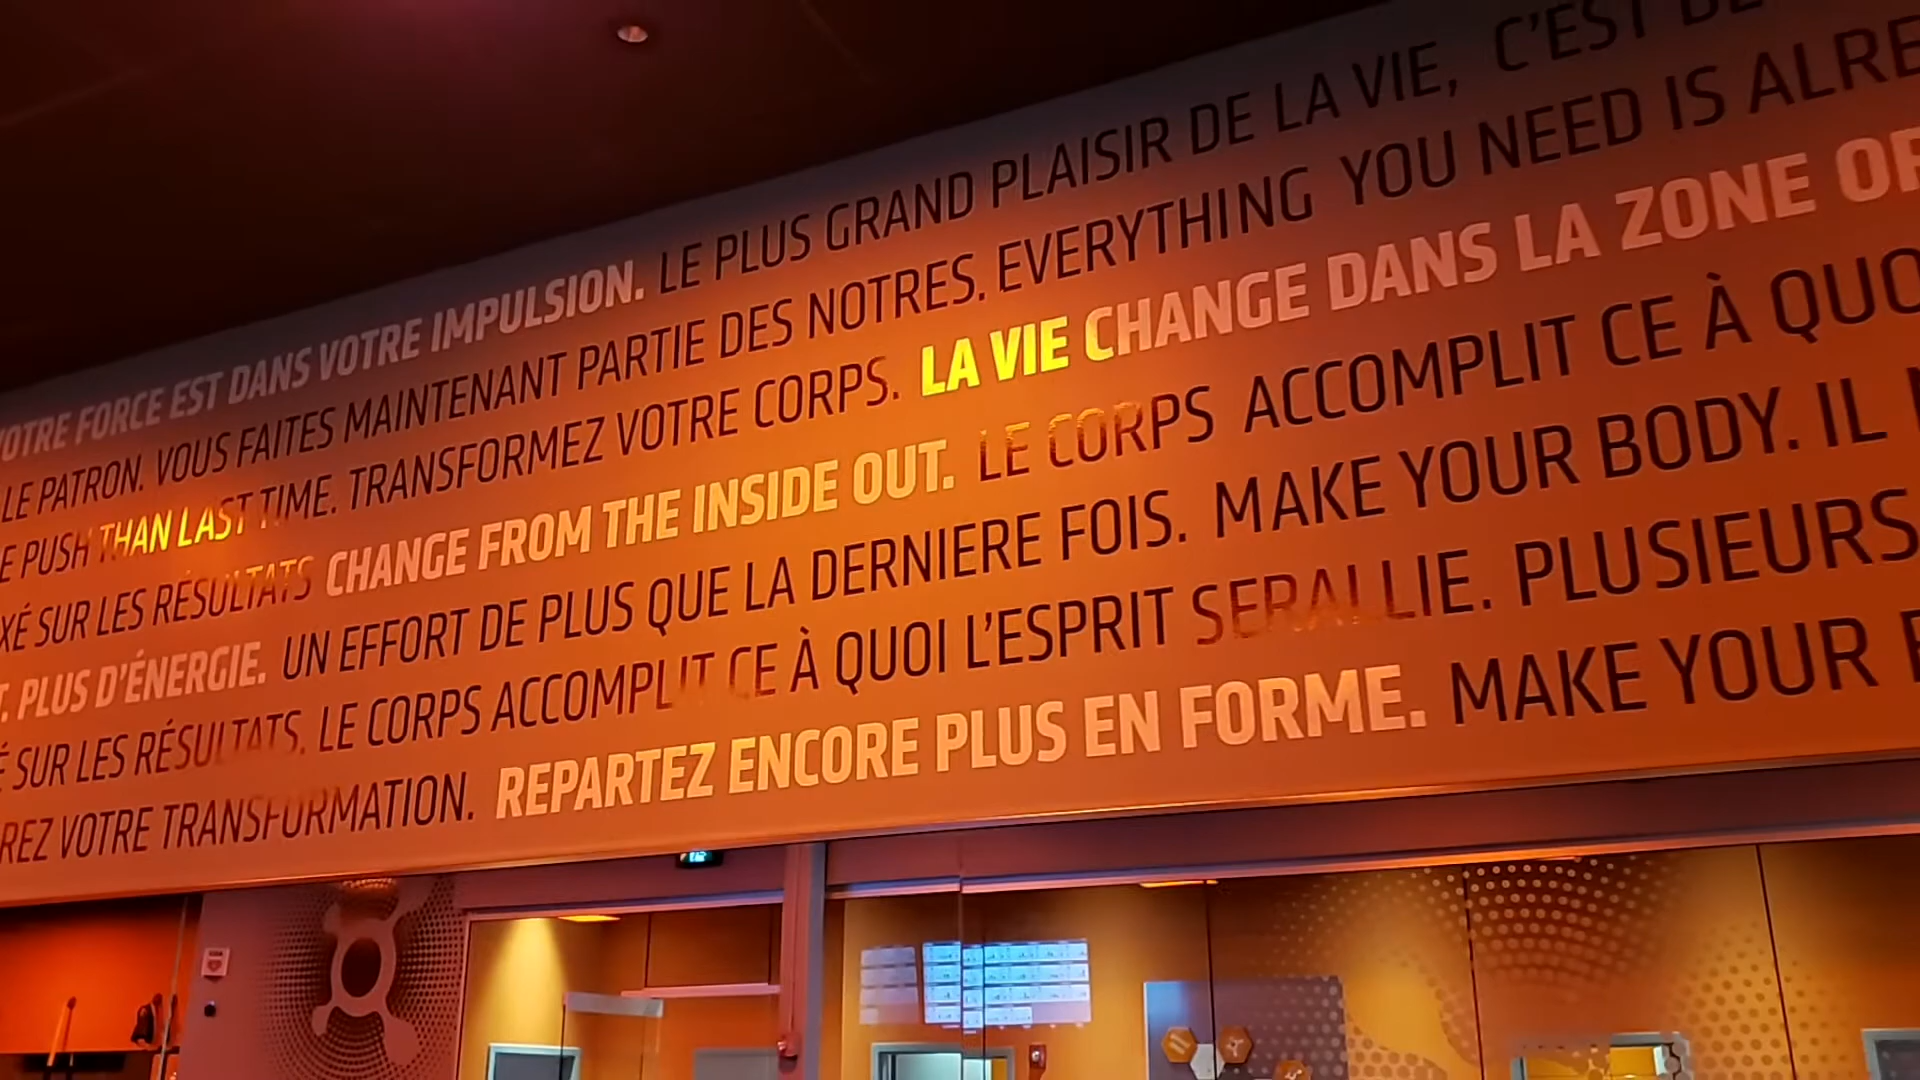 C'EST
VOTRE FORCE EST DANS VOTRE IMPULSION. LE PLUS GRAND PLAISIR DE LA VIE,
LE PATRON. VOUS FAITES MAINTENANT PARTIE DES NOTRES. EVERYTHING YOU NEED IS
PUSH THAN LAST TIME. TRANSFORMEZ VOTRE CORPS. LA VIE CHANGE DANS LA ZONE
SUR LES RÉSULTATS CHANGE FROM THE INSIDE OUT. LE CORPS ACCOMPLIT CE À
PLUS D'ÉNERGIE. UN EFFORT DE PLUS QUE LA DERNIERE FOIS. MAKE YOUR BODY. IL
SUR LES RÉSULTATS. LE CORPS ACCOMPLIT CE À QUOI L'ESPRIT SERALLIE. PLUSIEURS
VOTRE TRANSFORMATION. REPARTEZ ENCORE PLUS EN FORME. MAKE YOUR